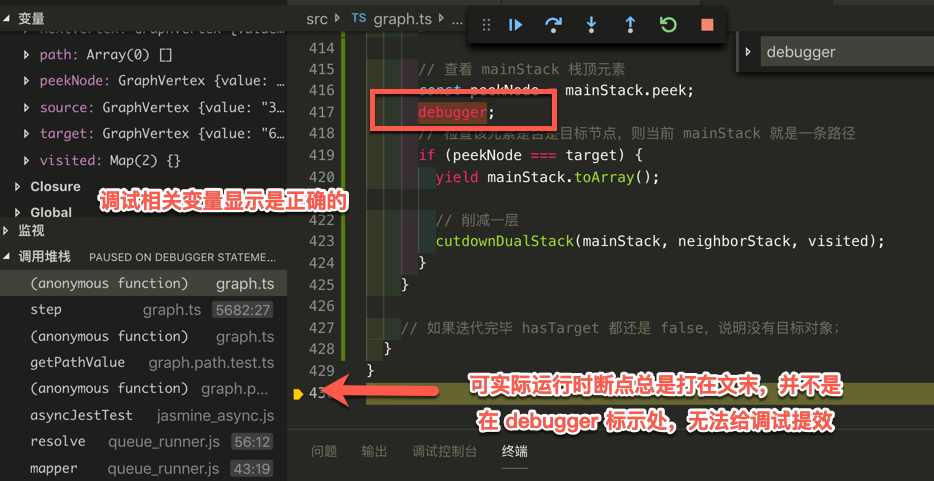 变量
path: Array(0) []
peekNode: GraphVertex {value: …
source: GraphVertex {value: "3…
target: GraphVertex {value: "6…
visited: Map(2) {}
Closure
Global
调试相关变量显示是正确的
监视
调用堆栈 PAUSED ON DEBUGGER STATEME…
(anonymous function) graph.ts
step graph.ts 5682:27
(anonymous function) graph.ts
getPathValue graph.path.test.ts
(anonymous function) graph.p…
asyncJestTest jasmine_async.js
resolve queue_runner.js 56:12
mapper queue_runner.js 43:19
src TS graph.ts …
debugger
414
415 // 查看 mainStack 栈顶元素
416 const peekNode = mainStack.peek;
417 debugger;
418 // 检查该元素是否是目标节点，则当前 mainStack 就是一条路径
419 if (peekNode === target) {
420 yield mainStack.toArray();
422 // 削减一层
423 cutdownDualStack(mainStack, neighborStack, visited);
424 }
425 }
426
427 // 如果迭代完毕 hasTarget 都还是 false，说明没有目标对象；
428 }
429 }
可实际运行时断点总是打在文末，并不是
在 debugger 标示处，无法给调试提效
问题 输出 调试控制台 终端